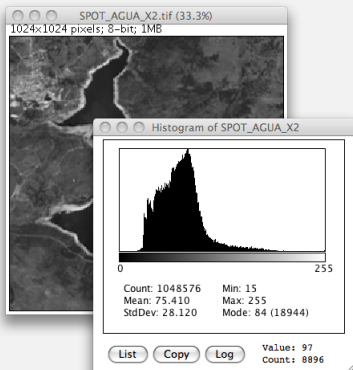 SPOT_AGUA_X2.tif (33.3%)
1024x1024 pixels; 8-bit; 1MB
Histogram of SPOT_AGUA_X2
0 255
Count: 1048576 Min: 15
Mean: 75.410 Max: 255
StdDev: 28.120 Mode: 84 (18944)
List Copy Log Value: 97
Count: 8896